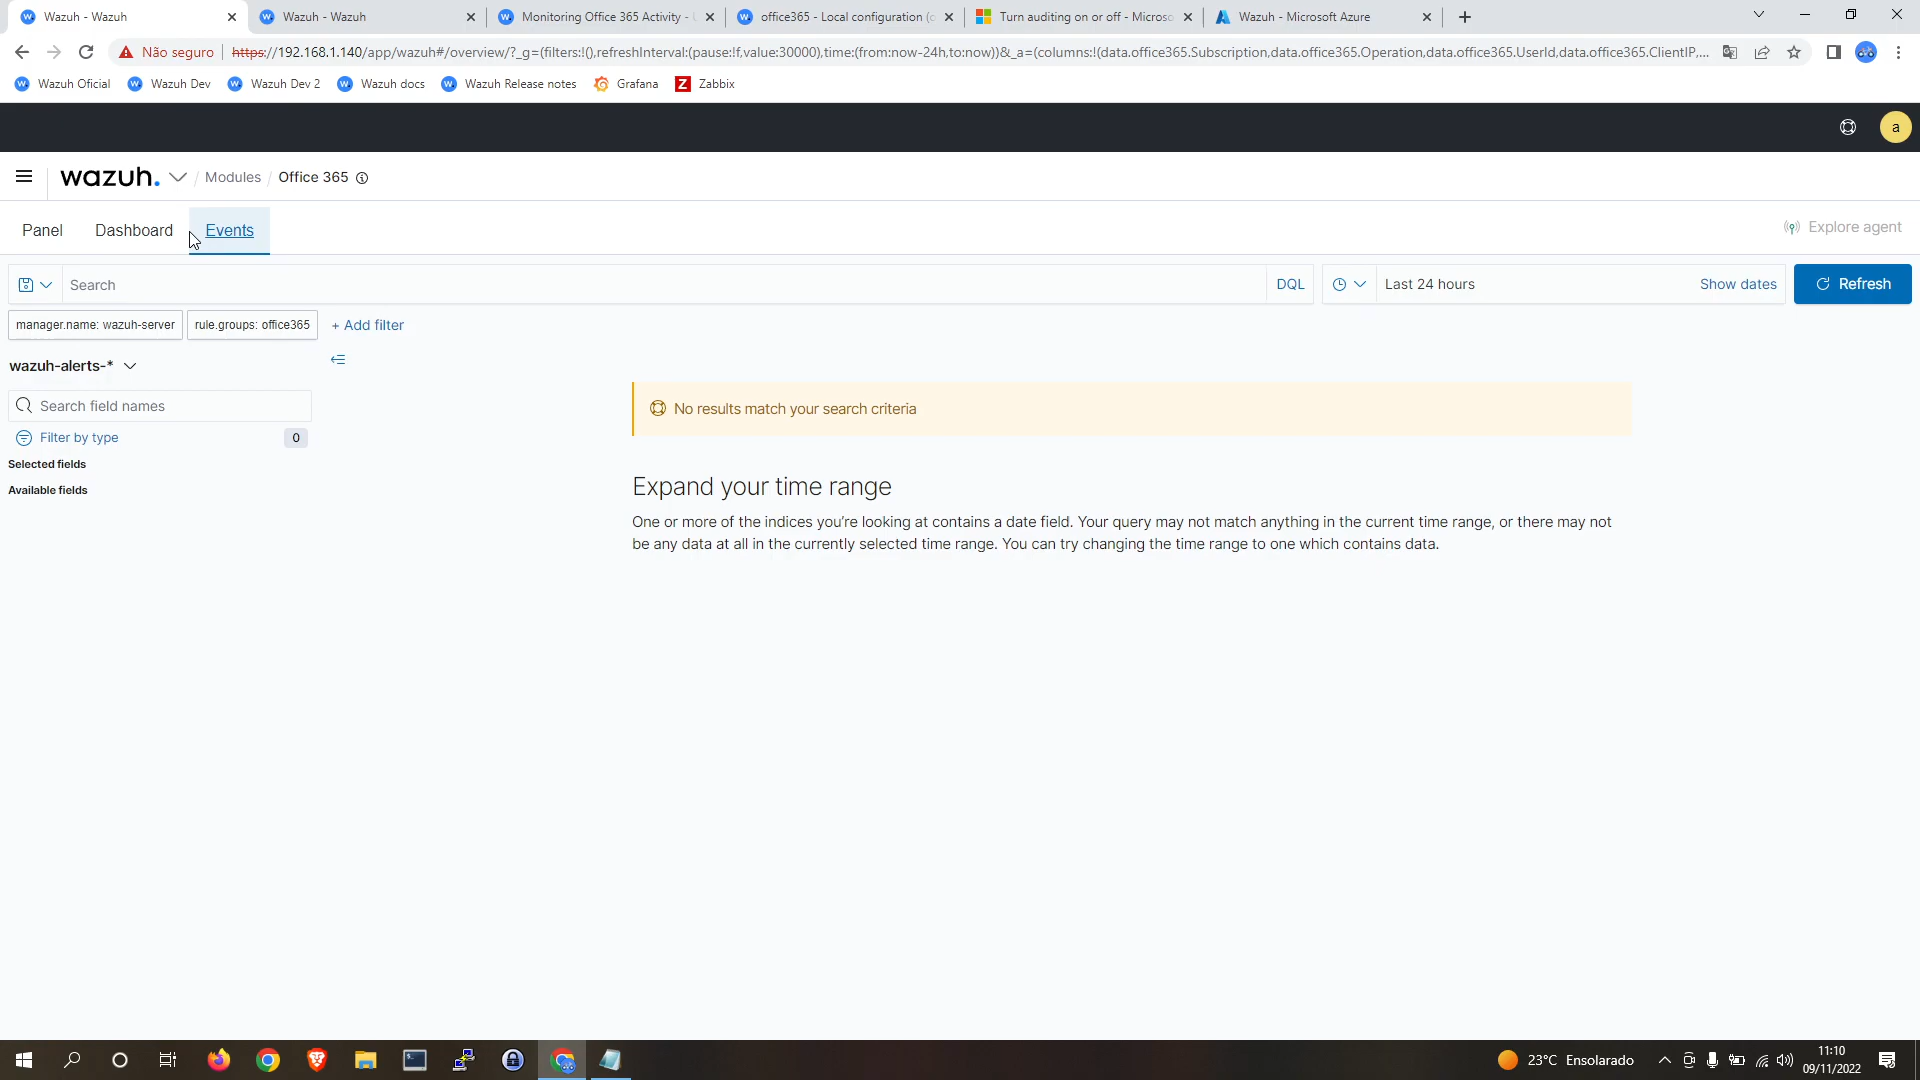 Wazuh - Wazuh
Wazuh - Wazuh
Monitoring Office 365 Activity -
office365 - Local configuration (o
Turn auditing on or off - Microso
Wazuh - Microsoft Azure
Não seguro
https://192.168.1.140/app/wazuh#/overview/?_g=(filters:!(),refreshInterval:(pause:!f,value:30000),time:(from:now-24h,to:now))&_a=(columns:!(data.office365.Subscription,data.office365.Operation,data.office365.UserId,data.office365.ClientIP,...
Wazuh Oficial
Wazuh Dev
Wazuh Dev 2
Wazuh docs
Wazuh Release notes
Grafana
Z Zabbix
a
wazuh. / Modules / Office 365
Panel
Dashboard
Events
Explore agent
Search
DQL
Last 24 hours
Show dates
Refresh
manager.name: wazuh-server
rule.groups: office365
+ Add filter
wazuh-alerts-*
Search field names
Filter by type
0
Selected fields
Available fields
No results match your search criteria
Expand your time range
One or more of the indices you're looking at contains a date field. Your query may not match anything in the current time range, or there may not
be any data at all in the currently selected time range. You can try changing the time range to one which contains data.
23°C Ensolarado
11:10
09/11/2022